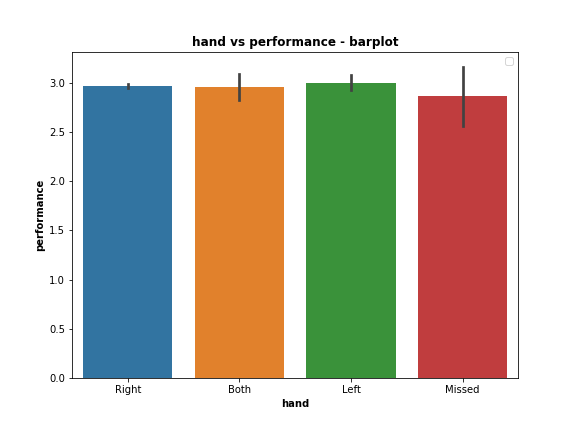 hand vs performance - barplot
3.0
2.5
2.0
1.5
1.0
0.5
0.0
performance
Right Both Left Missed
hand